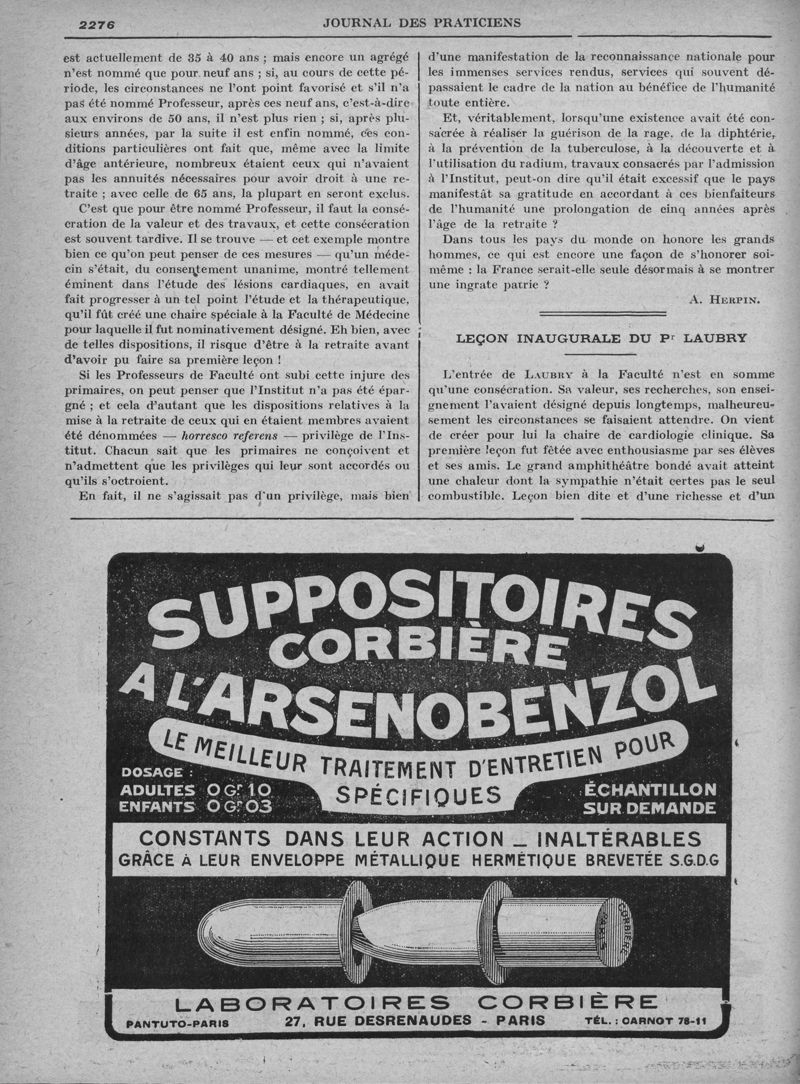 2276
JOURNAL DES PRATICIENS
est actuellement de 35 à 40 ans ; mais encore un agrégé
n'est nommé que pour neuf ans ; si, au cours de cette pé-
riode, les circonstances ne l'ont point favorisé et s'il n'a
pas été nommé Professeur, après ces neuf ans, c'est-à-dire
aux environs de 50 ans, il n'est plus rien ; si, après plu-
sieurs années, par la suite il est enfin nommé, ces con-
ditions particulières ont fait que, même avec la limite
d'âge antérieure, nombreux étaient ceux qui n'avaient
pas les annuités nécessaires pour avoir droit à une re-
traite ; avec celle de 65 ans, la plupart en seront exclus.
C'est que pour être nommé Professeur, il faut la consé-
cration de la valeur et des travaux, et cette consécration
est souvent tardive. Il se trouve — et cet exemple montre
bien ce qu'on peut penser de ces mesures — qu'un méde-
cin s'était, du consentement unanime, montré tellement
éminent dans l'étude des lésions cardiaques, en avait
fait progresser à un tel point l'étude et la thérapeutique,
qu'il fût créé une chaire spéciale à la Faculté de Médecine
pour laquelle il fut nominativement désigné. Eh bien, avec
de telles dispositions, il risque d'être à la retraite avant
d'avoir pu faire sa première leçon !
Si les Professeurs de Faculté ont subi cette injure des
primaires, on peut penser que l'Institut n'a pas été épar-
gné ; et cela d'autant que les dispositions relatives à la
mise à la retraite de ceux qui en étaient membres avaient
été dénommées — horresco referens — privilège de l'Ins-
titut. Chacun sait que les primaires ne conçoivent et
n'admettent que les privilèges qui leur sont accordés ou
qu'ils s'octroient.
En fait, il ne s'agissait pas d'un privilège, mais bien
d'une manifestation de la reconnaissance nationale pour
les immenses services rendus, services qui souvent dé-
passaient le cadre de la nation au bénéfice de l'humanité
toute entière.
Et, véritablement, lorsqu'une existence avait été con-
sacrée à réaliser la guérison de la rage, de la diphtérie,
à la prévention de la tuberculose, à la découverte et à
l'utilisation du radium, travaux consacrés par l'admission
à l'Institut, peut-on dire qu'il était excessif que le pays
manifestât sa gratitude en accordant à ces bienfaiteurs
de l'humanité une prolongation de cinq années après
l'âge de la retraite ?
Dans tous les pays du monde on honore les grands
hommes, ce qui est encore une façon de s'honorer soi-
même : la France serait-elle seule désormais à se montrer
une ingrate patrie ?
A. HERPIN.
LEÇON INAUGURALE DU Pr LAUBRY
L'entrée de LAUBRY à la Faculté n'est en somme
qu'une consécration. Sa valeur, ses recherches, son ensei-
gnement l'avaient désigné depuis longtemps, malheureu-
sement les circonstances se faisaient attendre. On vient
de créer pour lui la chaire de cardiologie clinique. Sa
première leçon fut fêtée avec enthousiasme par ses élèves
et ses amis. Le grand amphithéâtre bondé avait atteint
une chaleur dont la sympathie n'était certes pas le seul
combustible. Leçon bien dite et d'une richesse et d'un
SUPPOSITOIRES
CORBIÈRE
A L'ARSENOBENZOL
LE MEILLEUR TRAITEMENT D'ENTRETIEN POUR
SPÉCIFIQUES
DOSAGE :
ADULTES 0 Gr 10
ENFANTS 0 Gr 03
ÉCHANTILLON
SUR DEMANDE
CONSTANTS DANS LEUR ACTION _ INALTÉRABLES
GRÂCE A LEUR ENVELOPPE MÉTALLIQUE HERMÉTIQUE BREVETÉE S.G.D.G
CORBIÈRE
PARIS
LABORATOIRES CORBIÈRE
PANTUTO-PARIS
27, RUE DESRENAUDES - PARIS
TÉL. : CARNOT 78-11